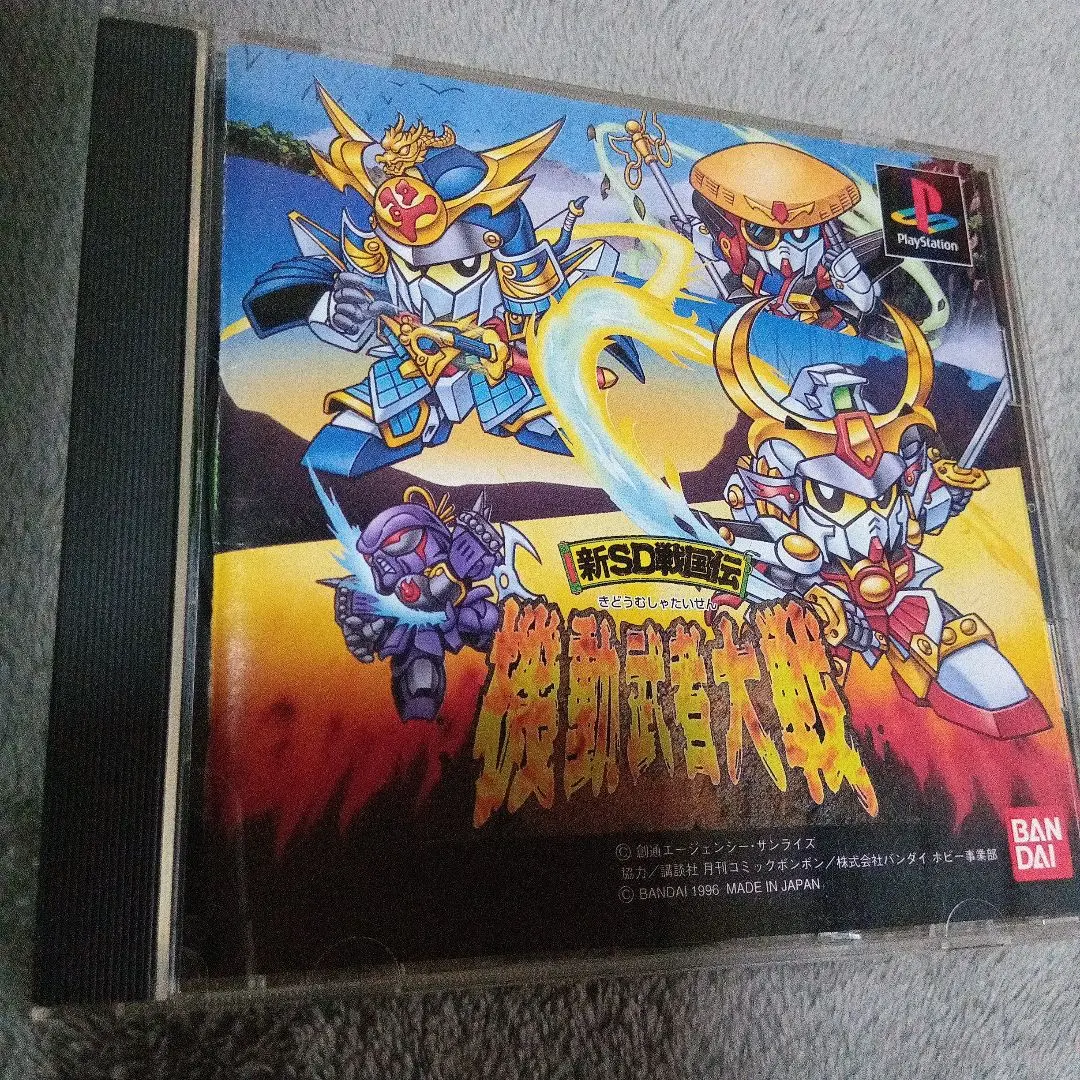 PlayStation
新SD戦国伝
きどうむしゃたいせん
機動武者大戦
BAN
DAI
© 創通エージェンシー・サンライズ
協力／講談社 月刊コミックボンボン／株式会社バンダイ ホビー事業部
© BANDAI 1996 MADE IN JAPAN